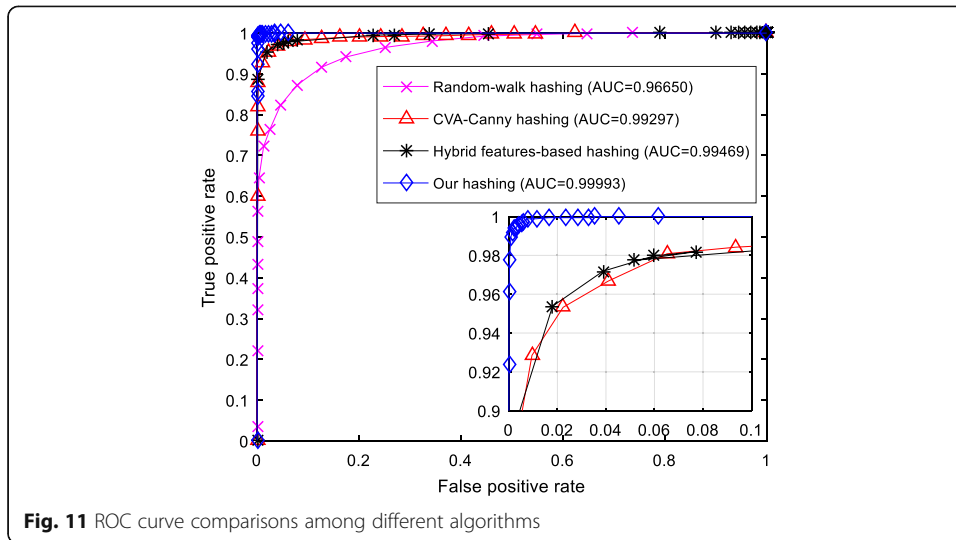 1
0.9
0.8
0.7
0.6
0.5
0.4
0.3
0.2
0.1
0
True positive rate
Random-walk hashing (AUC=0.96650)
CVA-Canny hashing (AUC=0.99297)
Hybrid features-based hashing (AUC=0.99469)
Our hashing (AUC=0.99993)
1
0.98
0.96
0.94
0.92
0.9
0 0.02 0.04 0.06 0.08 0.1
0 0.2 0.4 0.6 0.8 1
False positive rate
Fig. 11 ROC curve comparisons among different algorithms